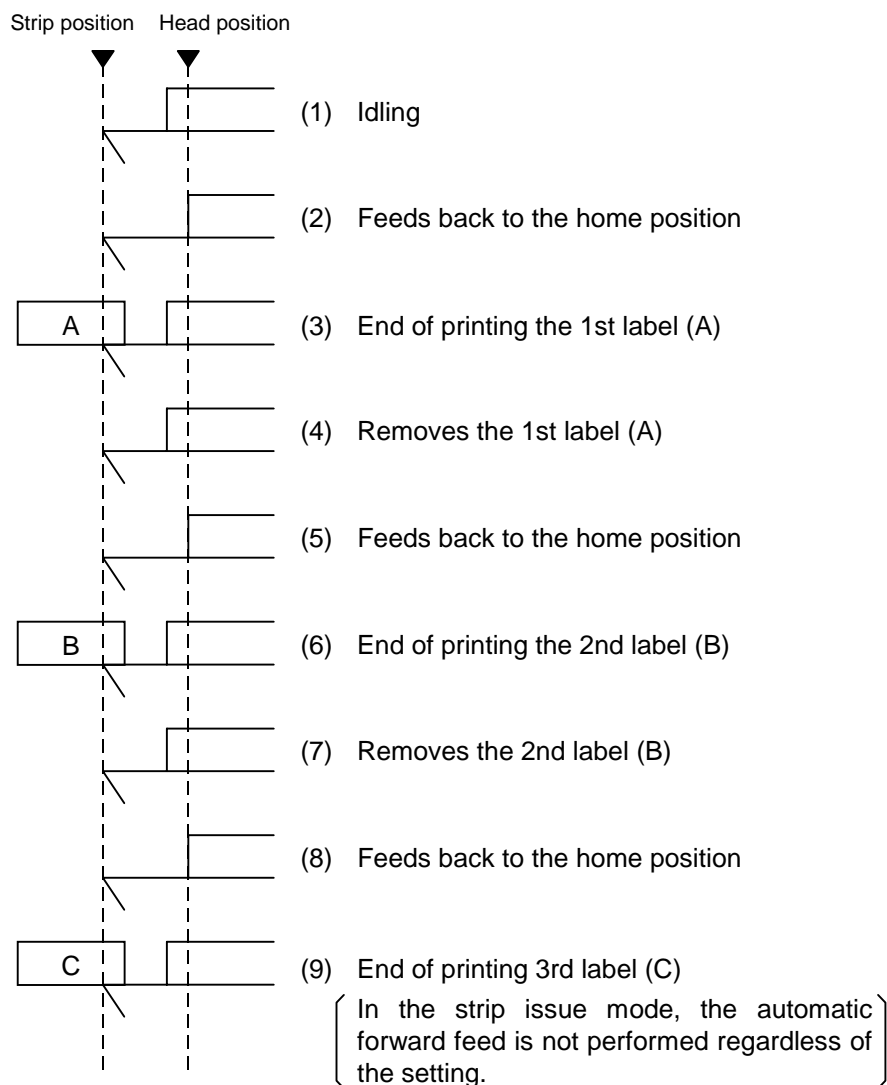 Strip position Head position
(1) Idling
(2) Feeds back to the home position
A (3) End of printing the 1st label (A)
(4) Removes the 1st label (A)
(5) Feeds back to the home position
B (6) End of printing the 2nd label (B)
(7) Removes the 2nd label (B)
(8) Feeds back to the home position
C (9) End of printing 3rd label (C)
In the strip issue mode, the automatic
forward feed is not performed regardless of
the setting.